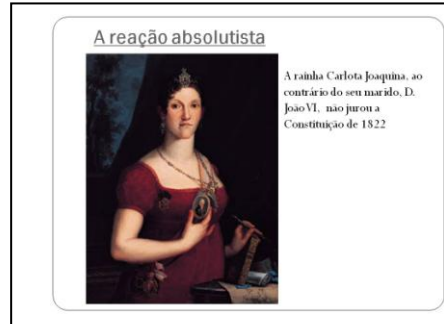 A reação absolutista
A rainha Carlota Joaquina, ao
contrário do seu marido, D.
João VI,  não jurou a
Constituição de 1822